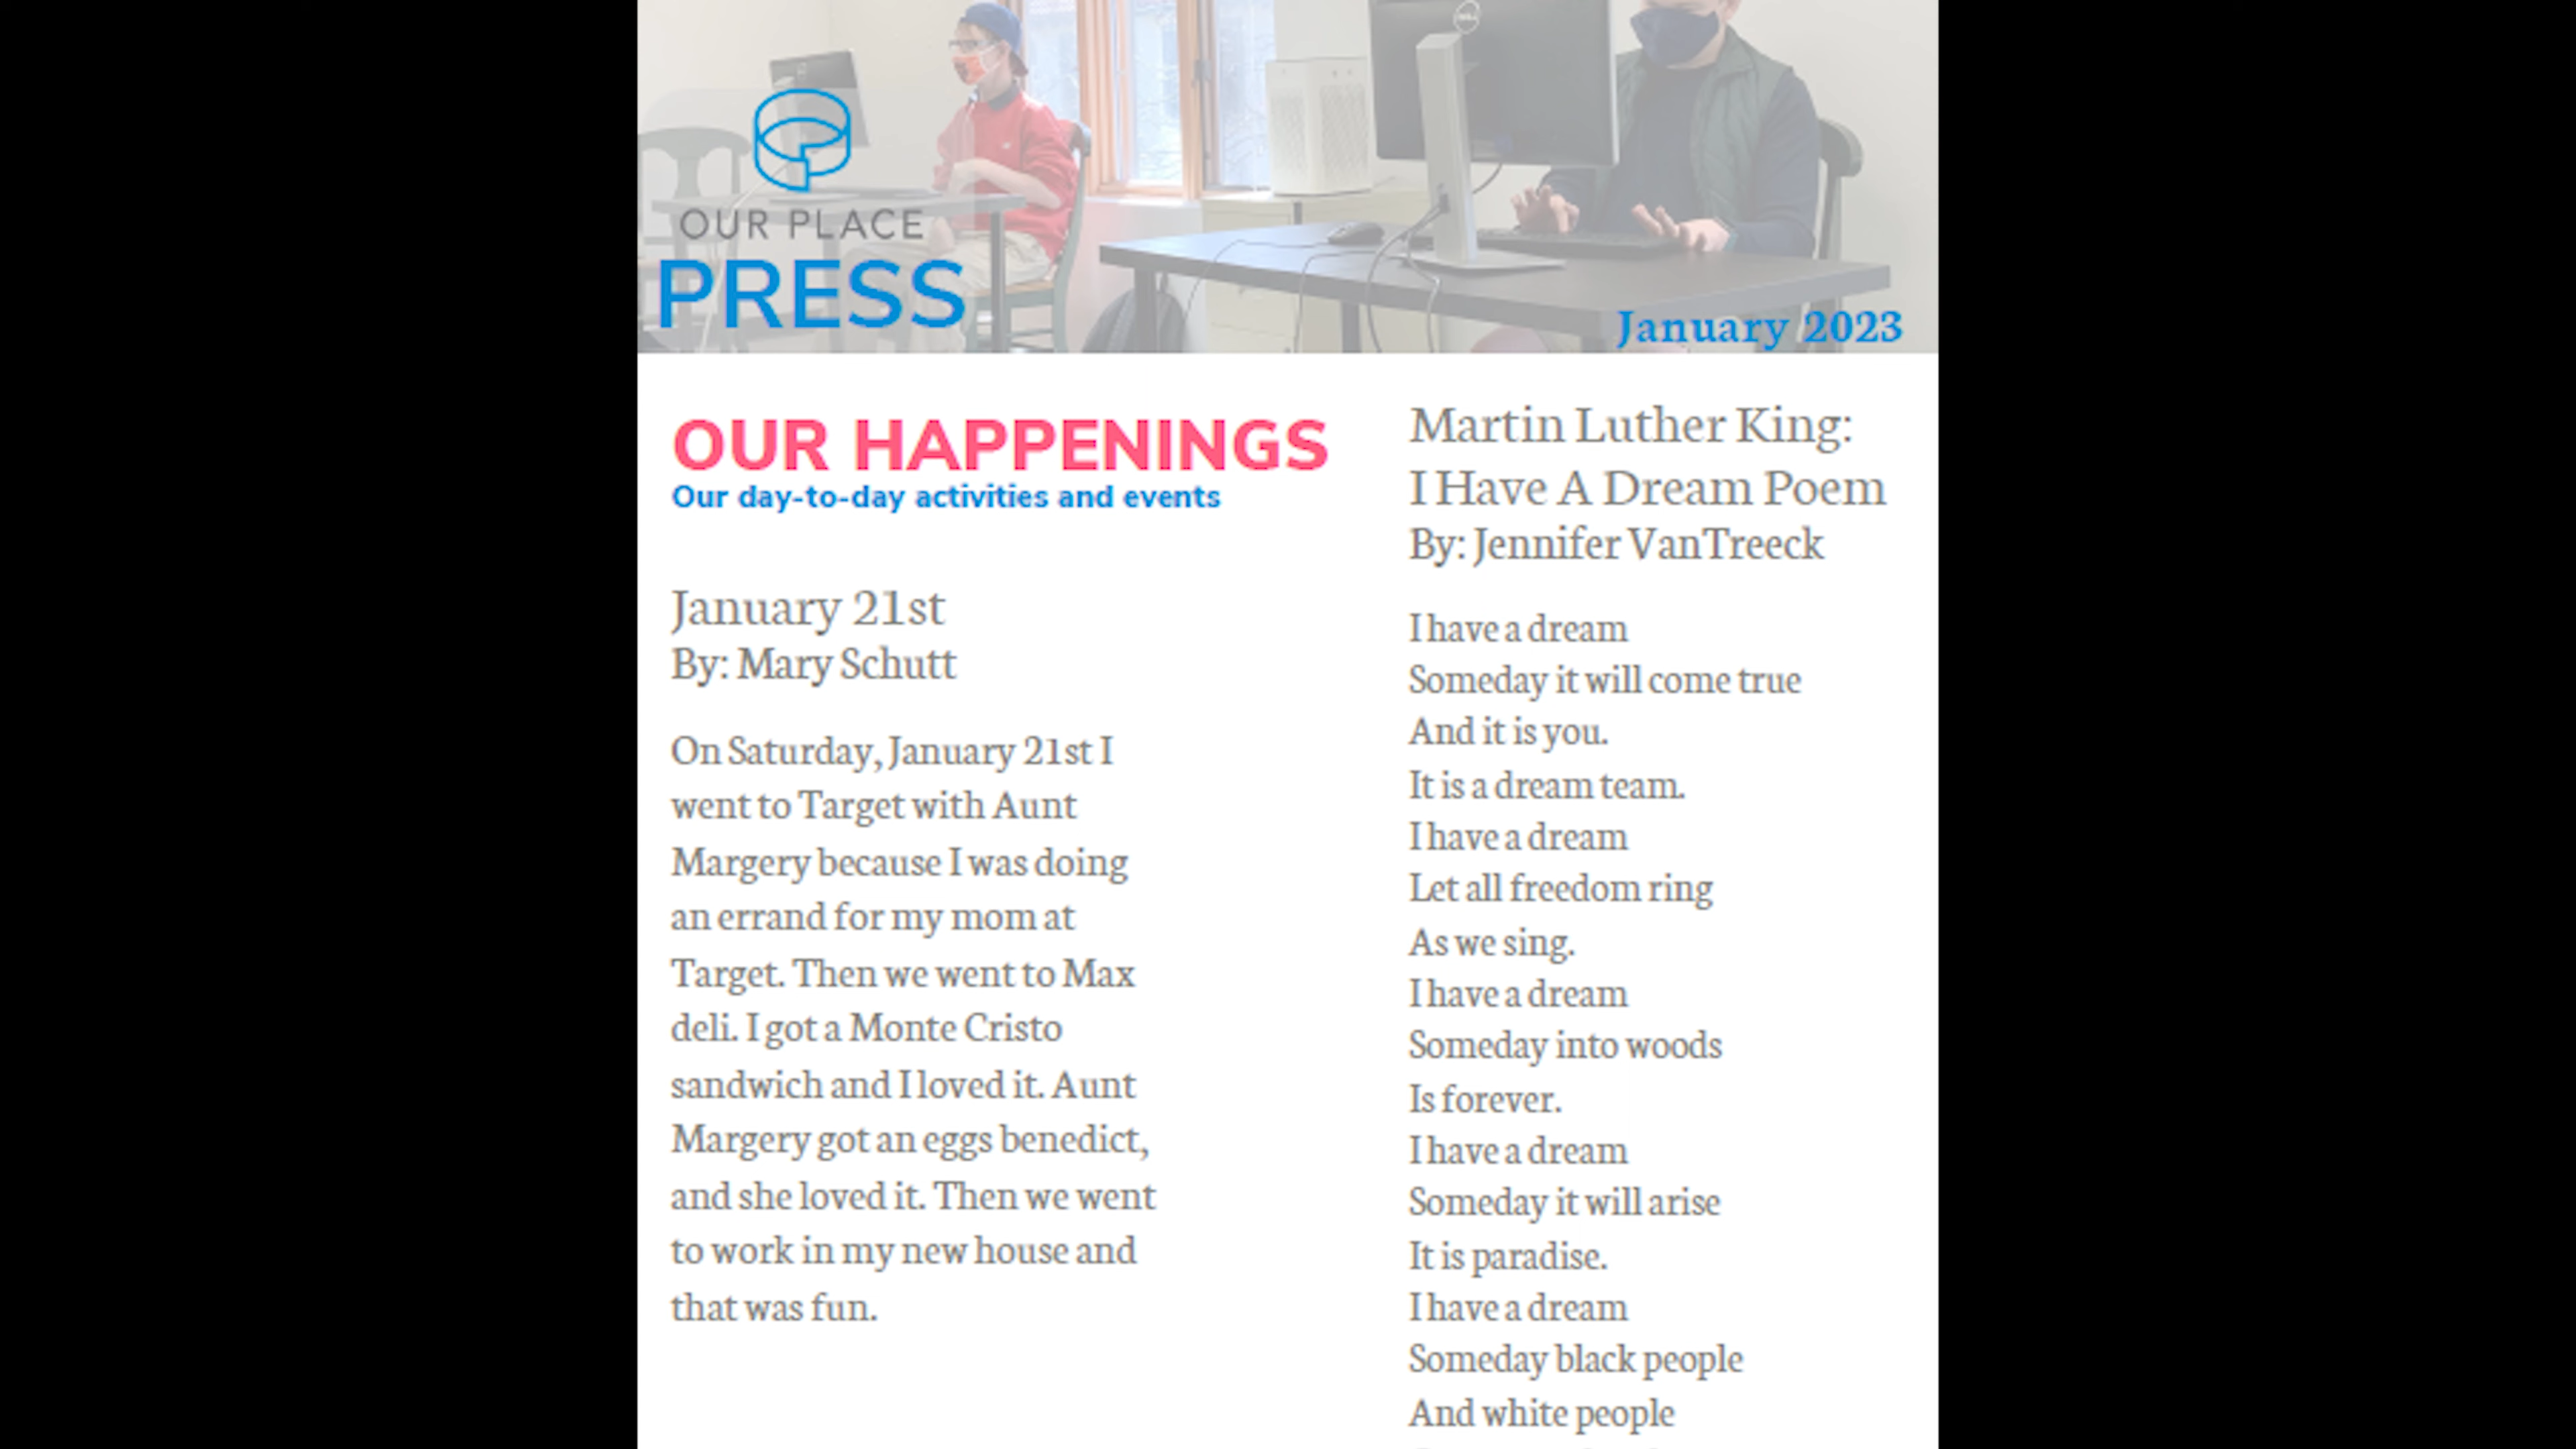 OUR PLACE
PRESS
January 2023
OUR HAPPENINGS
Our day-to-day activities and events
January 21st
By: Mary Schutt
On Saturday, January 21st I
went to Target with Aunt
Margery because I was doing
an errand for my mom at
Target. Then we went to Max
deli. I got a Monte Cristo
sandwich and I loved it. Aunt
Margery got an eggs benedict,
and she loved it. Then we went
to work in my new house and
that was fun.
Martin Luther King:
I Have A Dream Poem
By: Jennifer VanTreeck
I have a dream
Someday it will come true
And it is you.
It is a dream team.
I have a dream
Let all freedom ring
As we sing.
I have a dream
Someday into woods
Is forever.
I have a dream
Someday it will arise
It is paradise.
I have a dream
Someday black people
And white people